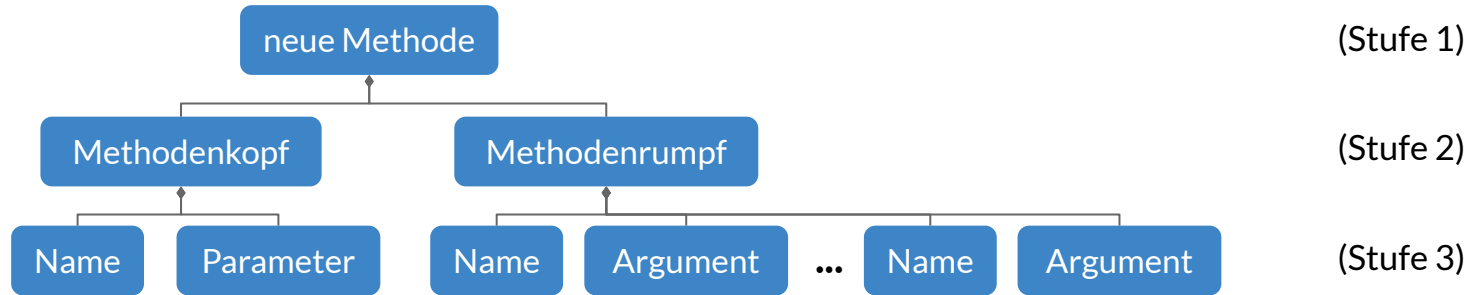 neue Methode (Stufe 1)
Methodenkopf Methodenrumpf (Stufe 2)
Name Parameter Name Argument ... Name Argument (Stufe 3)